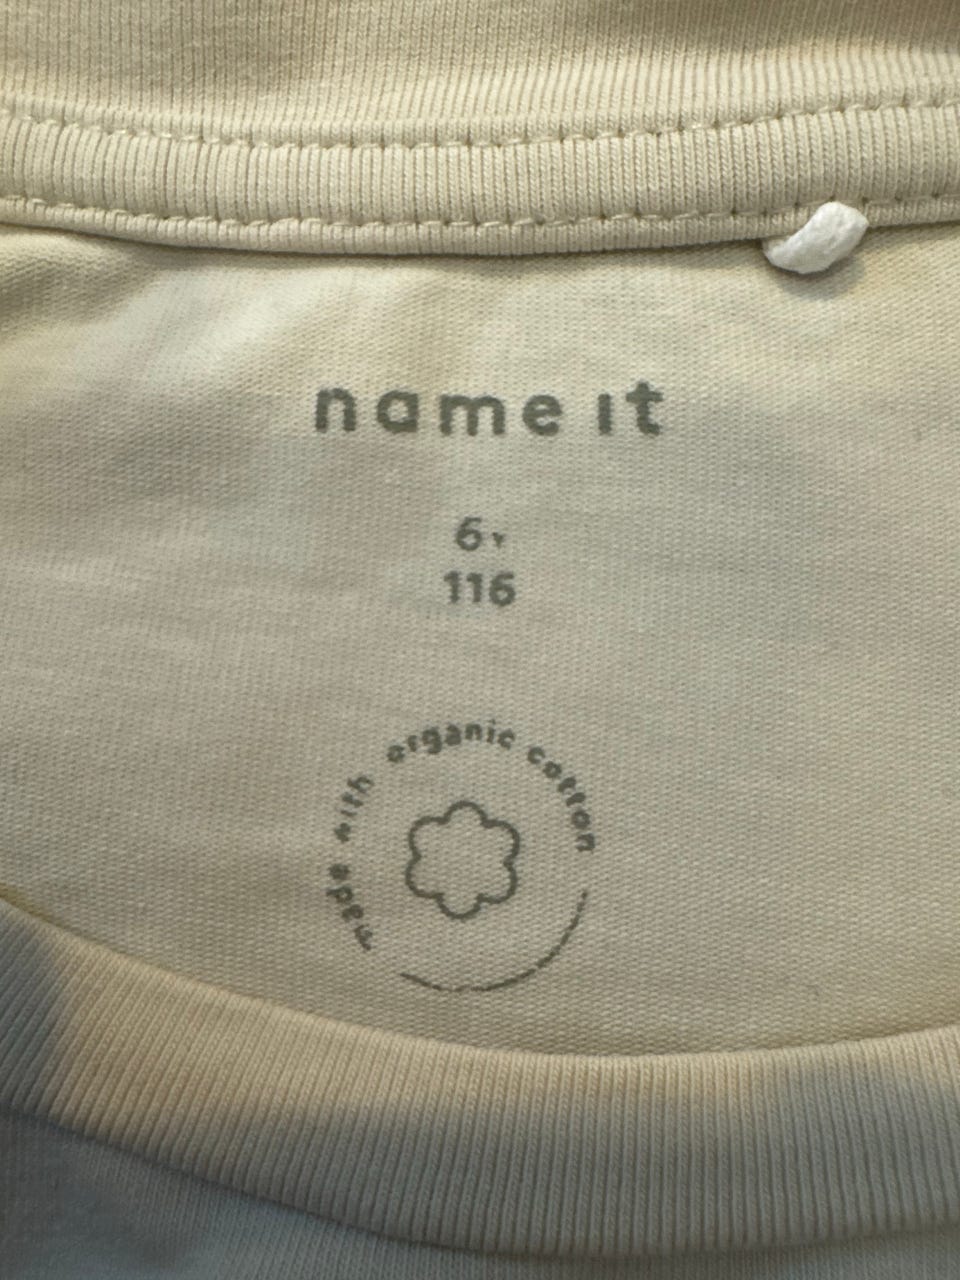 name it
6Y
116
made with organic cotton